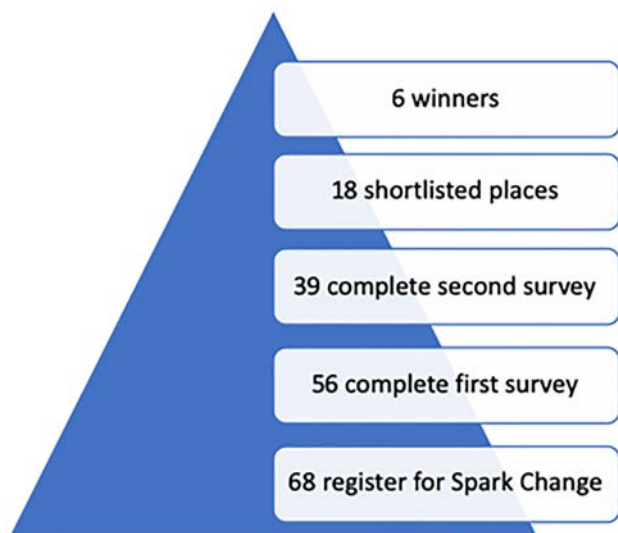 6 winners
18 shortlisted places
39 complete second survey
56 complete first survey
68 register for Spark Change